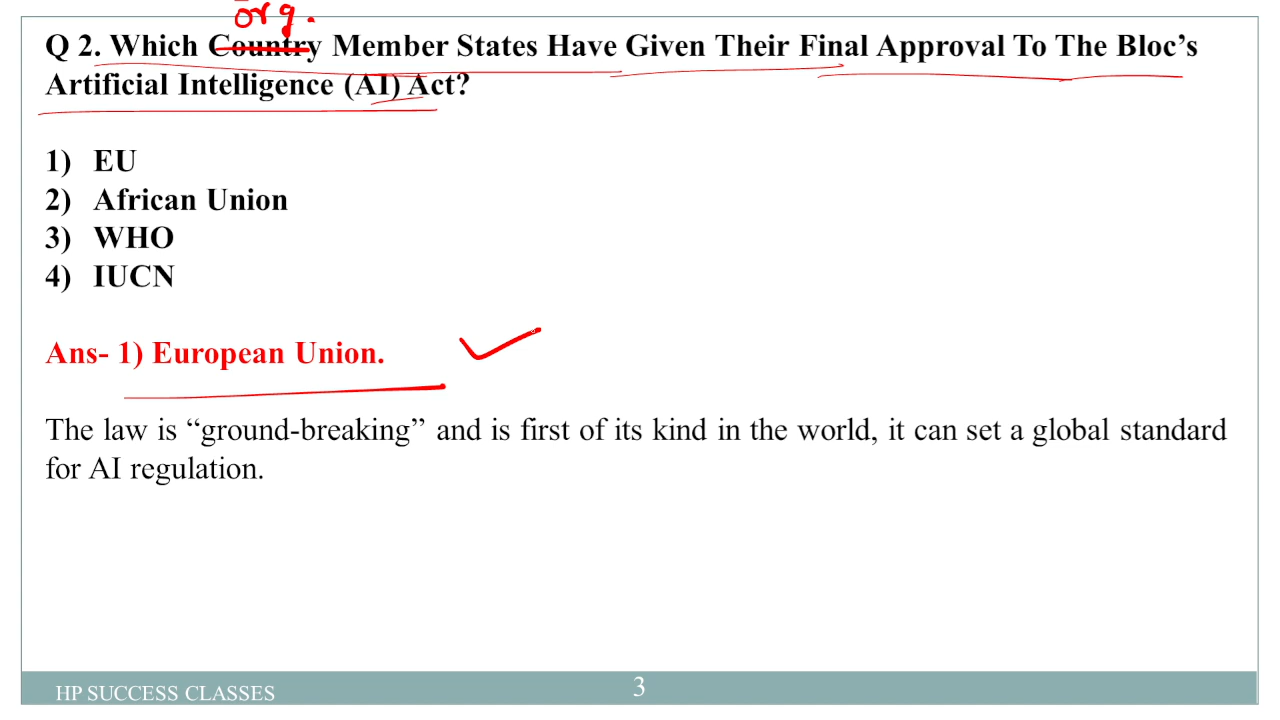 org.
Q 2. Which Country Member States Have Given Their Final Approval To The Bloc’s
Artificial Intelligence (AI) Act?
1) EU
2) African Union
3) WHO
4) IUCN
Ans- 1) European Union.
The law is “ground-breaking” and is first of its kind in the world, it can set a global standard
for AI regulation.
HP SUCCESS CLASSES
3